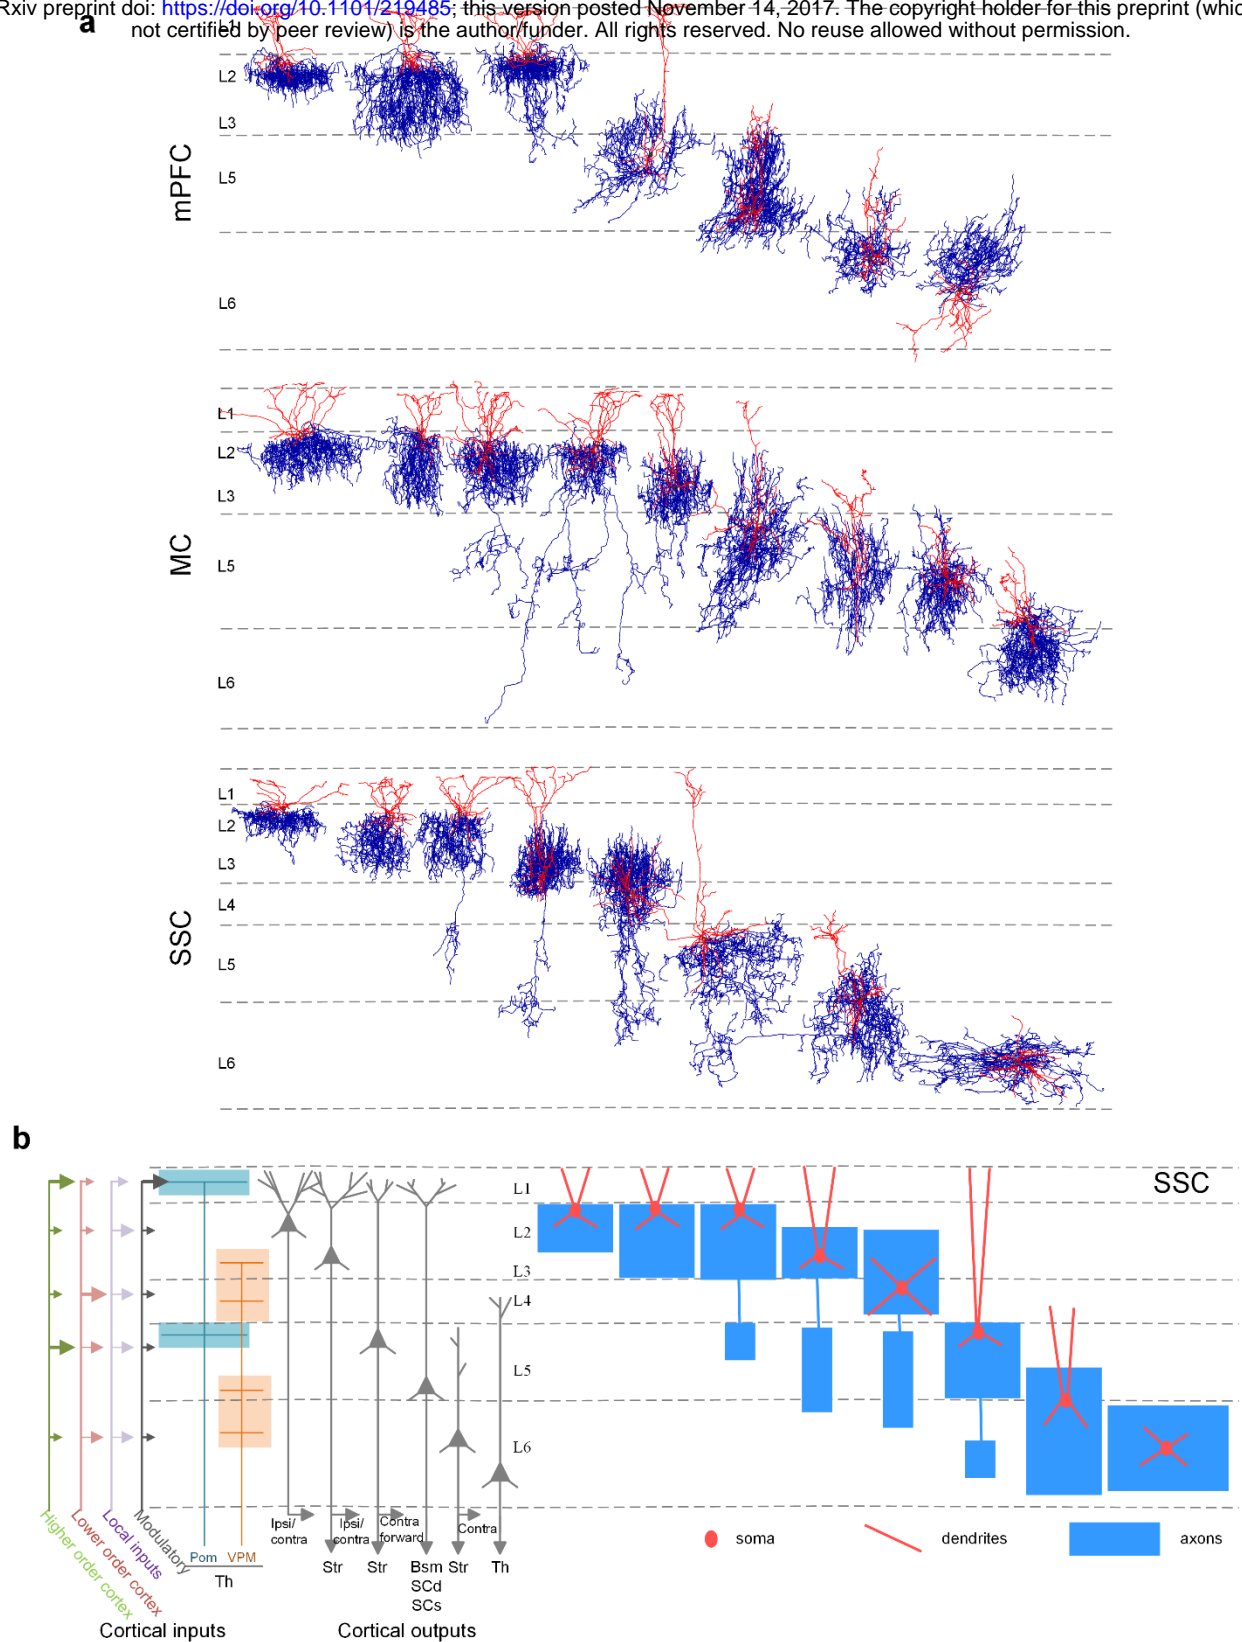 Rxiv preprint doi: https://doi.org/10.1101/219485; this version posted November 14, 2017. The copyright holder for this preprint (whic
not certified by peer review) is the author/funder. All rights reserved. No reuse allowed without permission.
a
L1
L2
L3
mPFC
L5
L6
L1
L2
L3
MC
L5
L6
L1
L2
L3
L4
SSC
L5
L6
b
SSC
L1
L2
L3
L4
L5
L6
Higher order cortex
Lower order cortex
Local inputs
Modulatory
Pom VPM
Th
Ipsi/
contra
Ipsi/
contra
Contra
forward
Contra
Str
Str
Bsm
SCd
SCs
Str
Th
Cortical inputs
Cortical outputs
soma
dendrites
axons